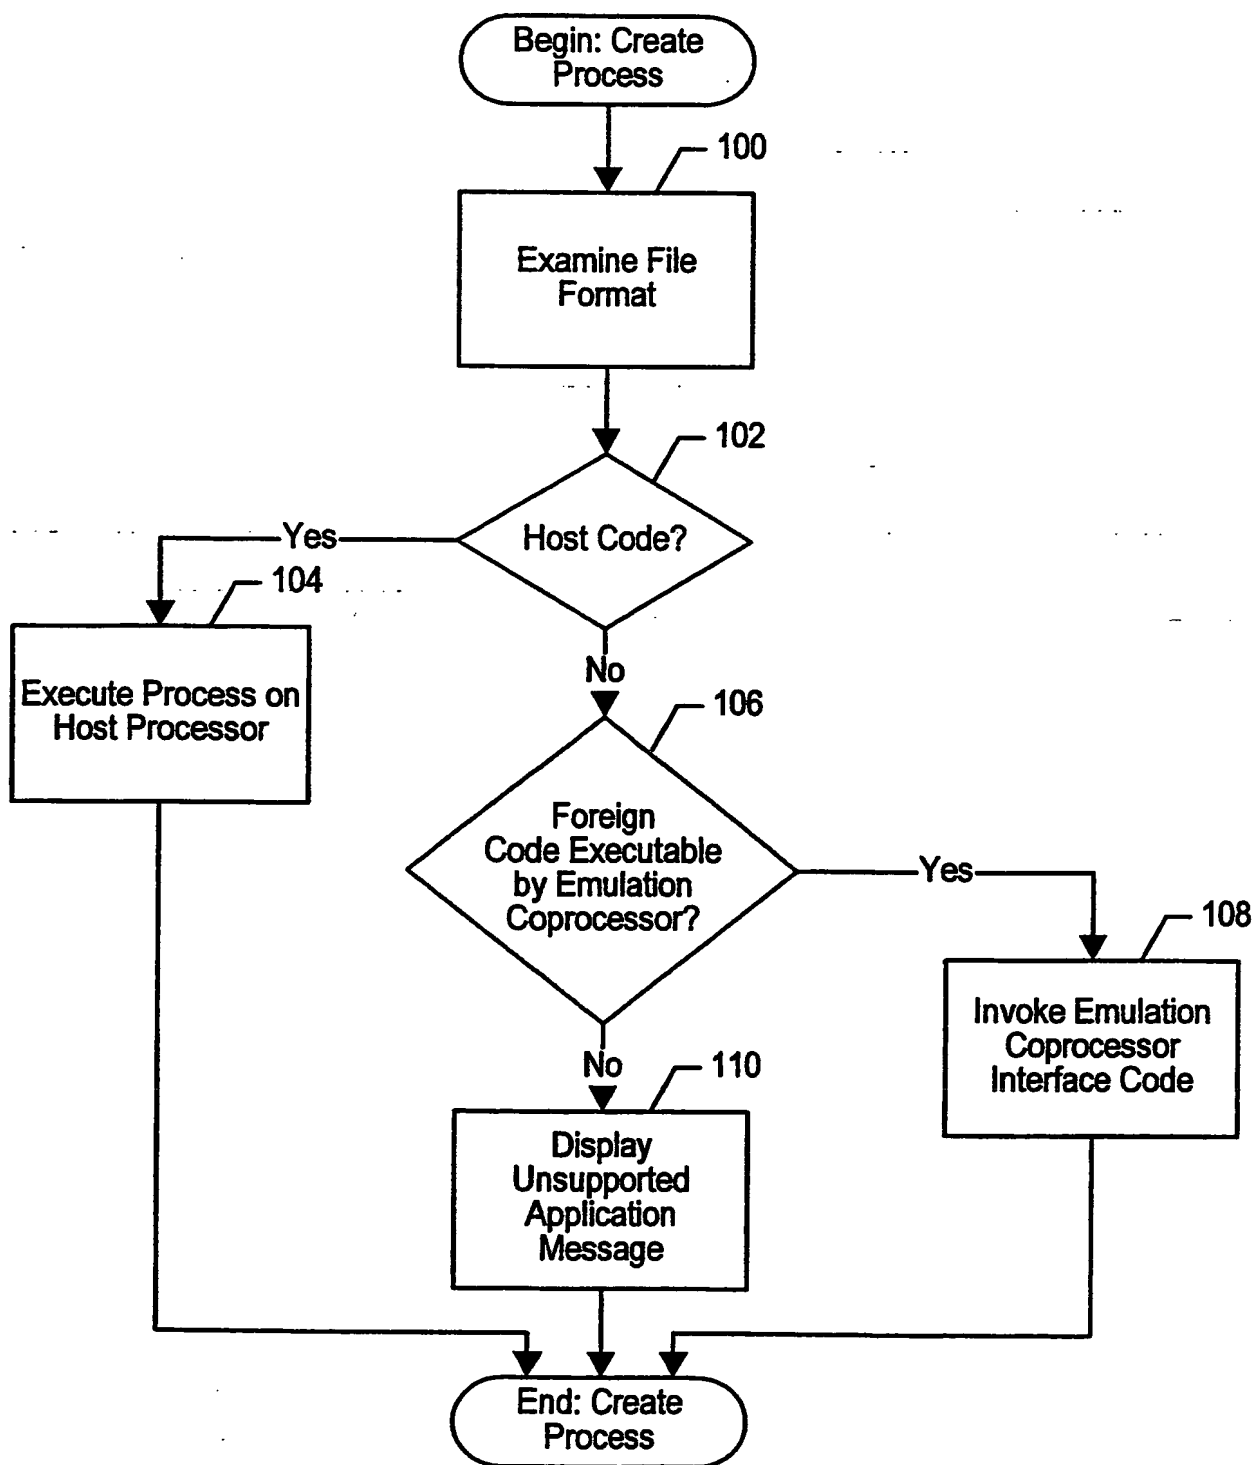 Begin: Create
Process
100
Examine File
Format
102
Host Code?
Yes
104
Execute Process on
Host Processor
No
106
Foreign
Code Executable
by Emulation
Coprocessor?
Yes
108
Invoke Emulation
Coprocessor
Interface Code
No
110
Display
Unsupported
Application
Message
End: Create
Process